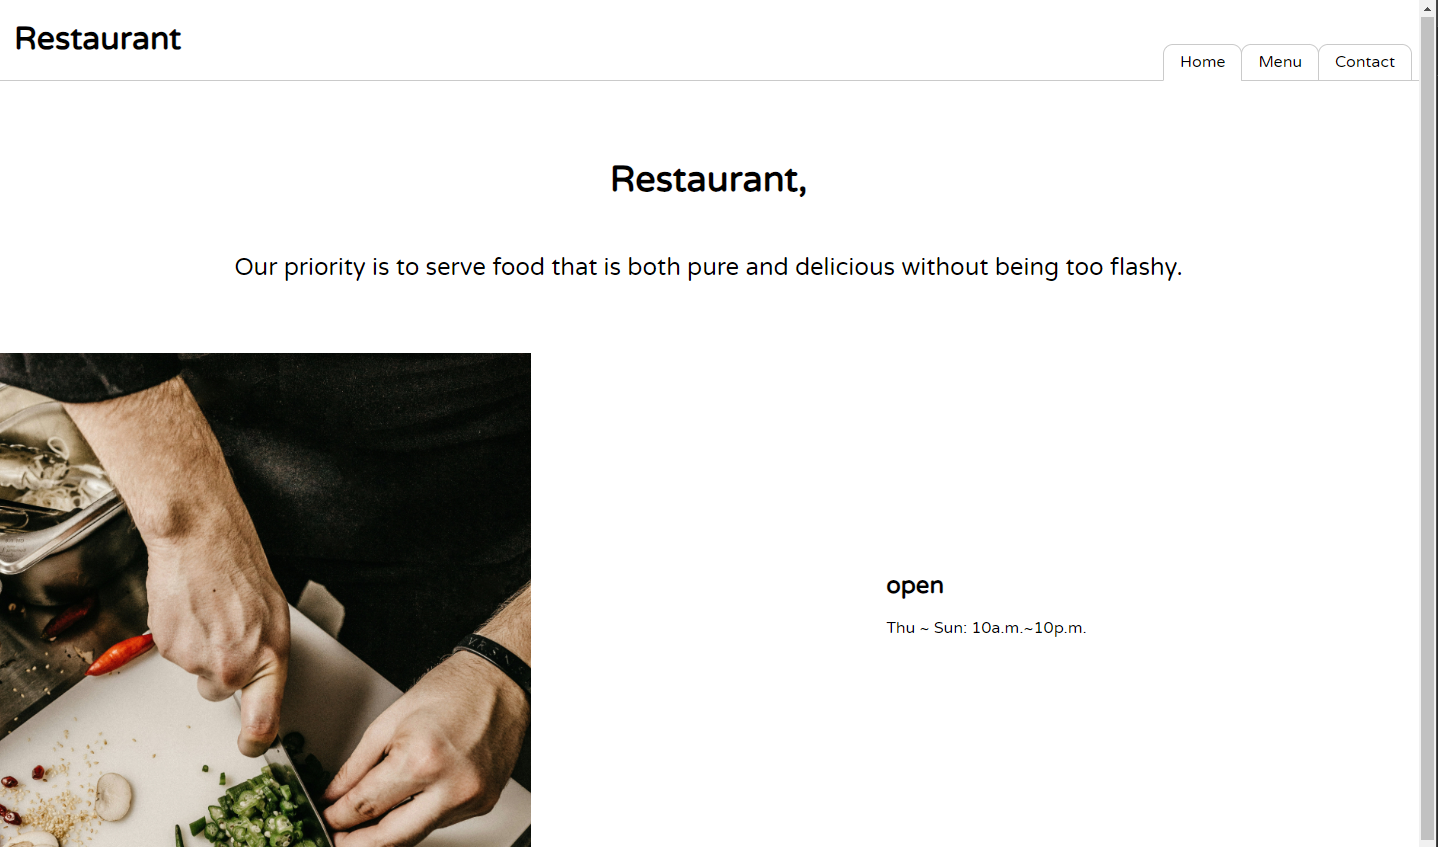 Restaurant
Home Menu Contact
Restaurant,
Our priority is to serve food that is both pure and delicious without being too flashy.
open
Thu ~ Sun: 10a.m.~10p.m.